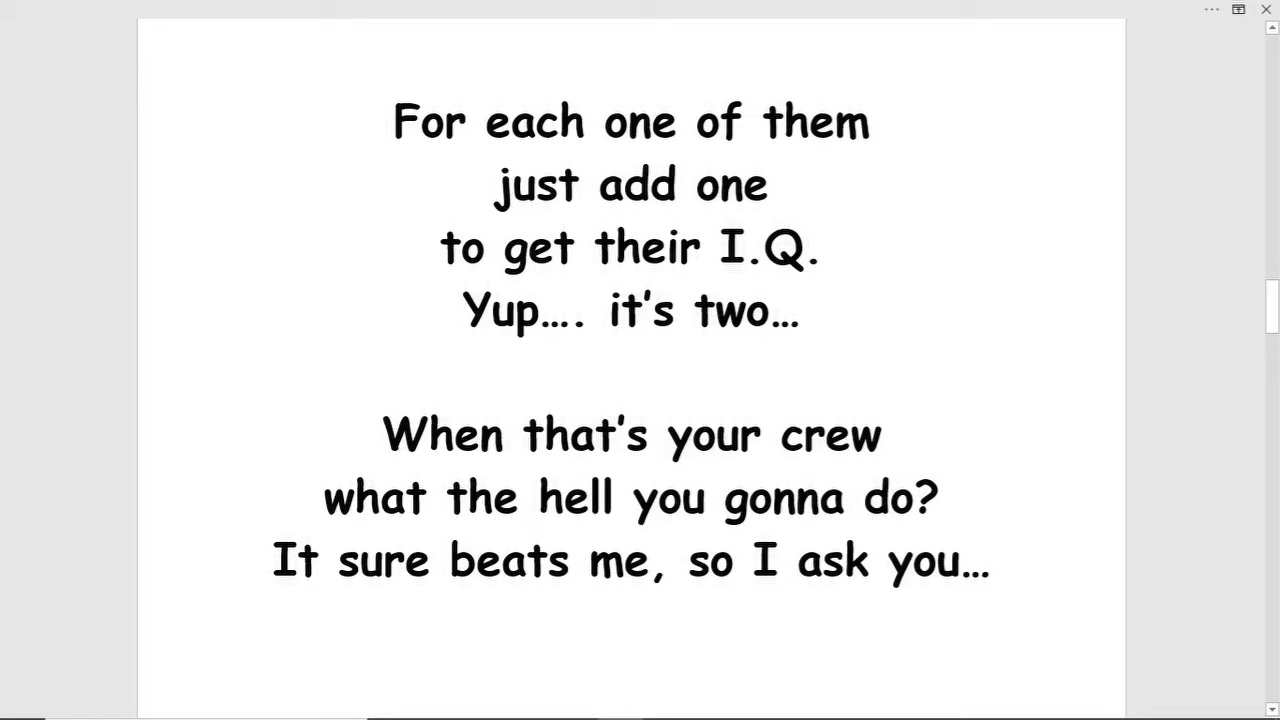 For each one of them
just add one
to get their I.Q.
Yup…. it's two…
When that's your crew
what the hell you gonna do?
It sure beats me, so I ask you…